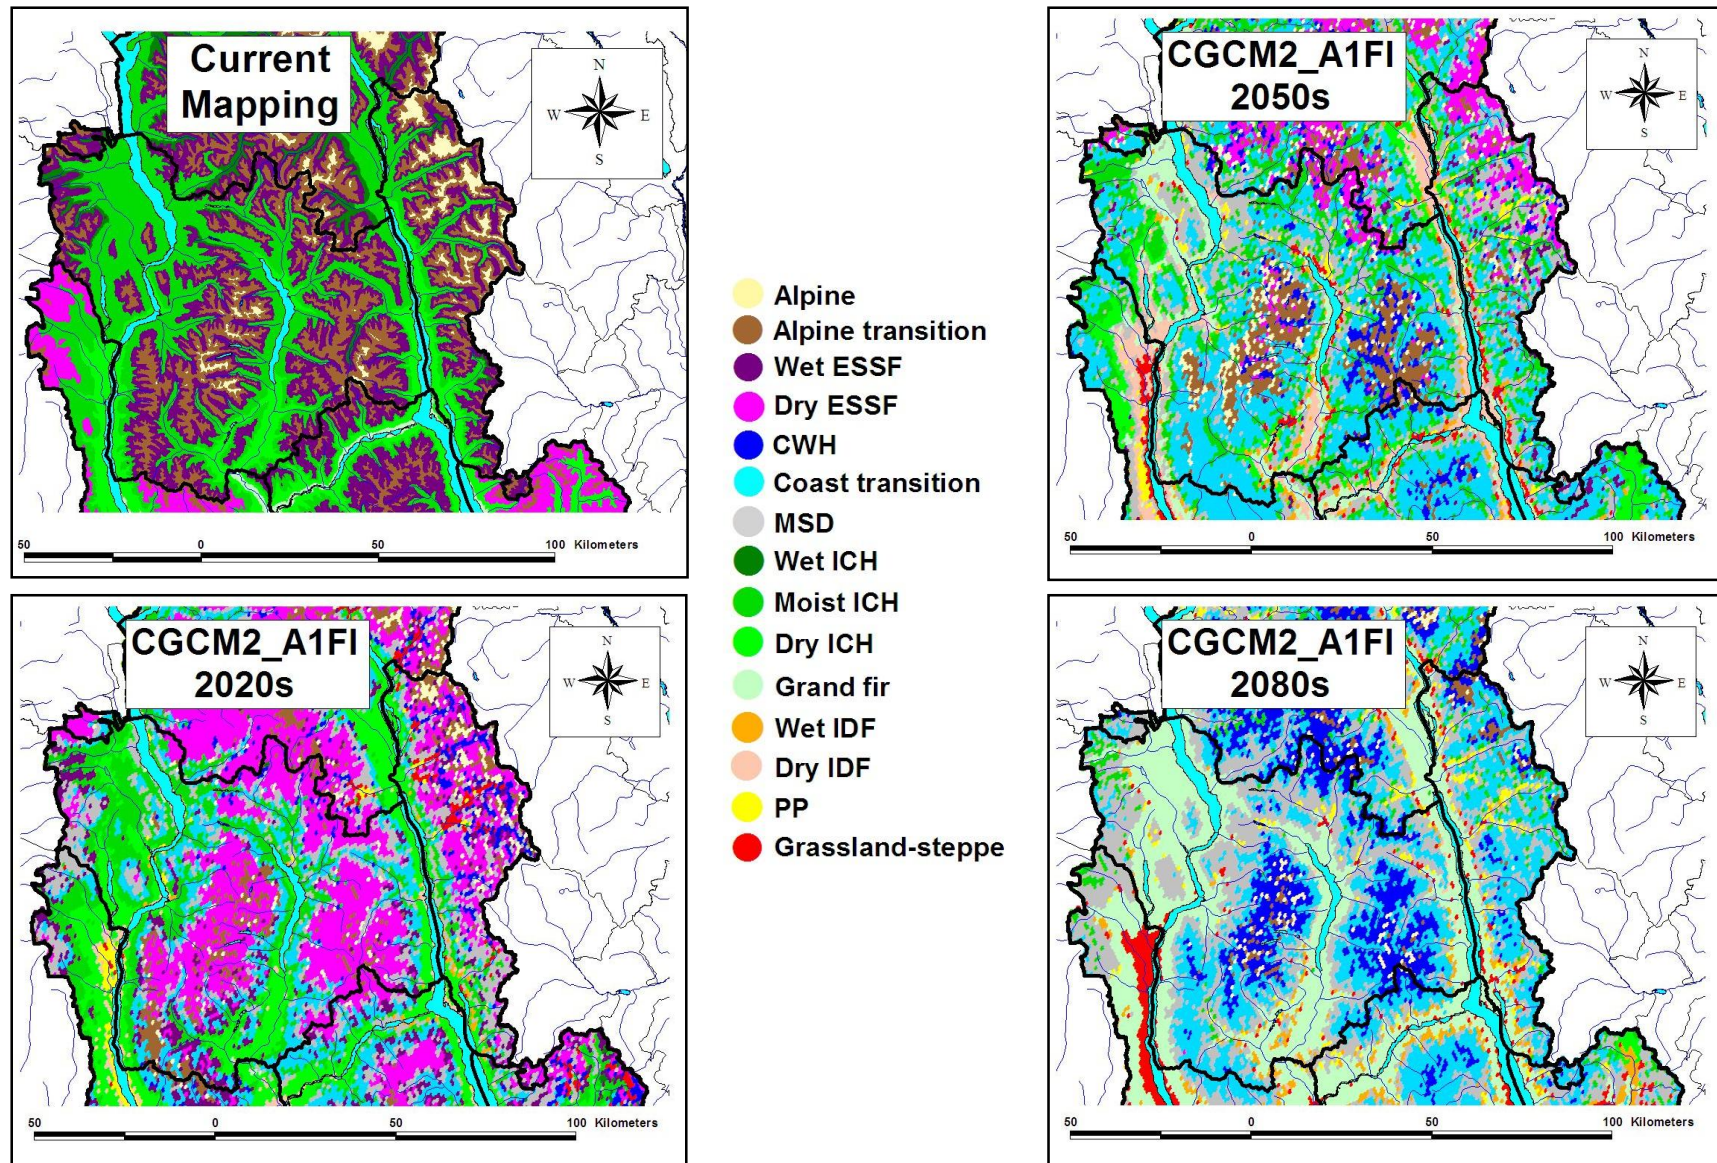 Current
Mapping
N
W
E
S
50
0
50
100 Kilometers
CGCM2_A1FI
2020s
N
W
E
S
50
0
50
100 Kilometers
Alpine
Alpine transition
Wet ESSF
Dry ESSF
CWH
Coast transition
MSD
Wet ICH
Moist ICH
Dry ICH
Grand fir
Wet IDF
Dry IDF
PP
Grassland-steppe
CGCM2_A1FI
2050s
N
W
E
S
50
0
50
100 Kilometers
CGCM2_A1FI
2080s
N
W
E
S
50
0
50
100 Kilometers